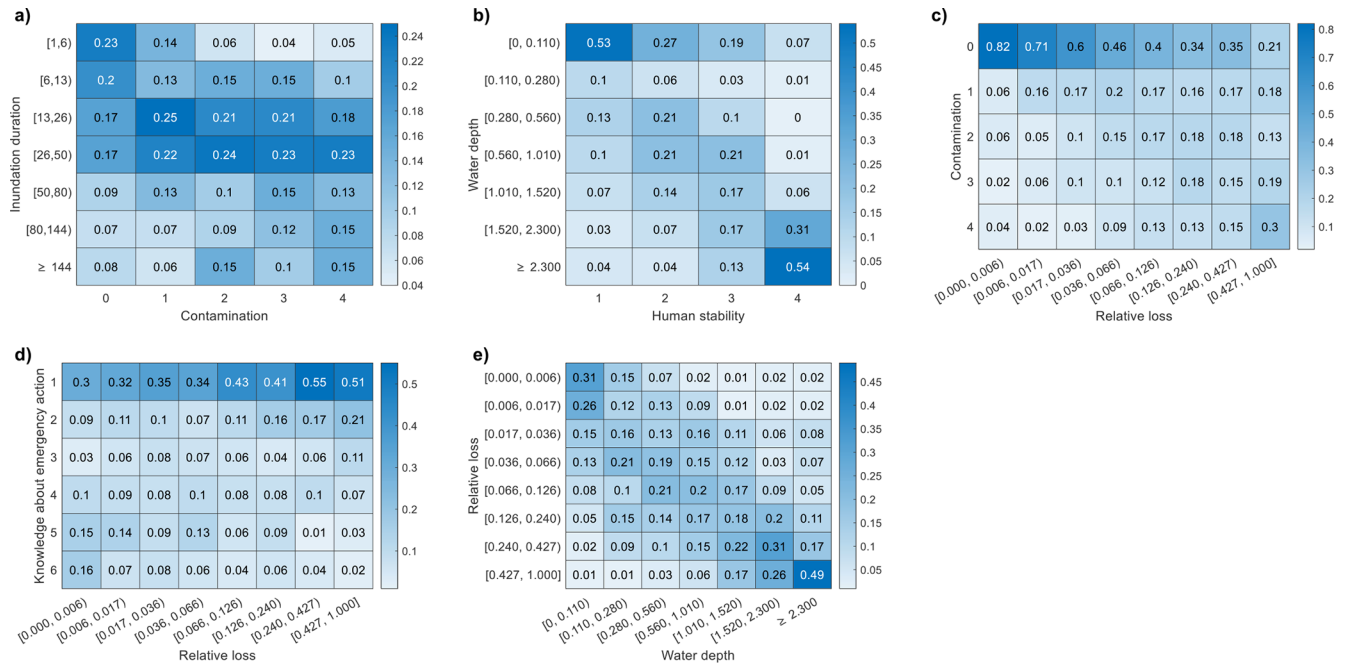 a)
Inundation duration
[1,6) 0.23 0.14 0.06 0.04 0.05
[6,13) 0.2 0.13 0.15 0.15 0.1
[13,26) 0.17 0.25 0.21 0.21 0.18
[26,50) 0.17 0.22 0.24 0.23 0.23
[50,80) 0.09 0.13 0.1 0.15 0.13
[80,144) 0.07 0.07 0.09 0.12 0.15
≥ 144 0.08 0.06 0.15 0.1 0.15
0 1 2 3 4
Contamination
0.24
0.22
0.2
0.18
0.16
0.14
0.12
0.1
0.08
0.06
0.04
b)
Water depth
[0, 0.110) 0.53 0.27 0.19 0.07
[0.110, 0.280) 0.1 0.06 0.03 0.01
[0.280, 0.560) 0.13 0.21 0.1 0
[0.560, 1.010) 0.1 0.21 0.21 0.01
[1.010, 1.520) 0.07 0.14 0.17 0.06
[1.520, 2.300) 0.03 0.07 0.17 0.31
≥ 2.300 0.04 0.04 0.13 0.54
1 2 3 4
Human stability
0.5
0.45
0.4
0.35
0.3
0.25
0.2
0.15
0.1
0.05
0
c)
Contamination
0 0.82 0.71 0.6 0.46 0.4 0.34 0.35 0.21
1 0.06 0.16 0.17 0.2 0.17 0.16 0.17 0.18
2 0.06 0.05 0.1 0.15 0.17 0.18 0.18 0.13
3 0.02 0.06 0.1 0.1 0.12 0.18 0.15 0.19
4 0.04 0.02 0.03 0.09 0.13 0.13 0.15 0.3
[0.000, 0.006) [0.006, 0.017) [0.017, 0.036) [0.036, 0.066) [0.066, 0.126) [0.126, 0.240) [0.240, 0.427) [0.427, 1.000]
Relative loss
0.8
0.7
0.6
0.5
0.4
0.3
0.2
0.1
d)
Knowledge about emergency action
1 0.3 0.32 0.35 0.34 0.43 0.41 0.55 0.51
2 0.09 0.11 0.1 0.07 0.11 0.16 0.17 0.21
3 0.03 0.06 0.08 0.07 0.06 0.04 0.06 0.11
4 0.1 0.09 0.08 0.1 0.08 0.08 0.1 0.07
5 0.15 0.14 0.09 0.13 0.06 0.09 0.01 0.03
6 0.16 0.07 0.08 0.06 0.04 0.06 0.04 0.02
[0.000, 0.006) [0.006, 0.017) [0.017, 0.036) [0.036, 0.066) [0.066, 0.126) [0.126, 0.240) [0.240, 0.427) [0.427, 1.000]
Relative loss
0.5
0.4
0.3
0.2
0.1
e)
Relative loss
[0.000, 0.006) 0.31 0.15 0.07 0.02 0.01 0.02 0.02
[0.006, 0.017) 0.26 0.12 0.13 0.09 0.01 0.02 0.02
[0.017, 0.036) 0.15 0.16 0.13 0.16 0.11 0.06 0.08
[0.036, 0.066) 0.13 0.21 0.19 0.15 0.12 0.03 0.07
[0.066, 0.126) 0.08 0.1 0.21 0.2 0.17 0.09 0.05
[0.126, 0.240) 0.05 0.15 0.14 0.17 0.18 0.2 0.11
[0.240, 0.427) 0.02 0.09 0.1 0.15 0.22 0.31 0.17
[0.427, 1.000] 0.01 0.01 0.03 0.06 0.17 0.26 0.49
[0, 0.110) [0.110, 0.280) [0.280, 0.560) [0.560, 1.010) [1.010, 1.520) [1.520, 2.300) ≥ 2.300
Water depth
0.45
0.4
0.35
0.3
0.25
0.2
0.15
0.1
0.05